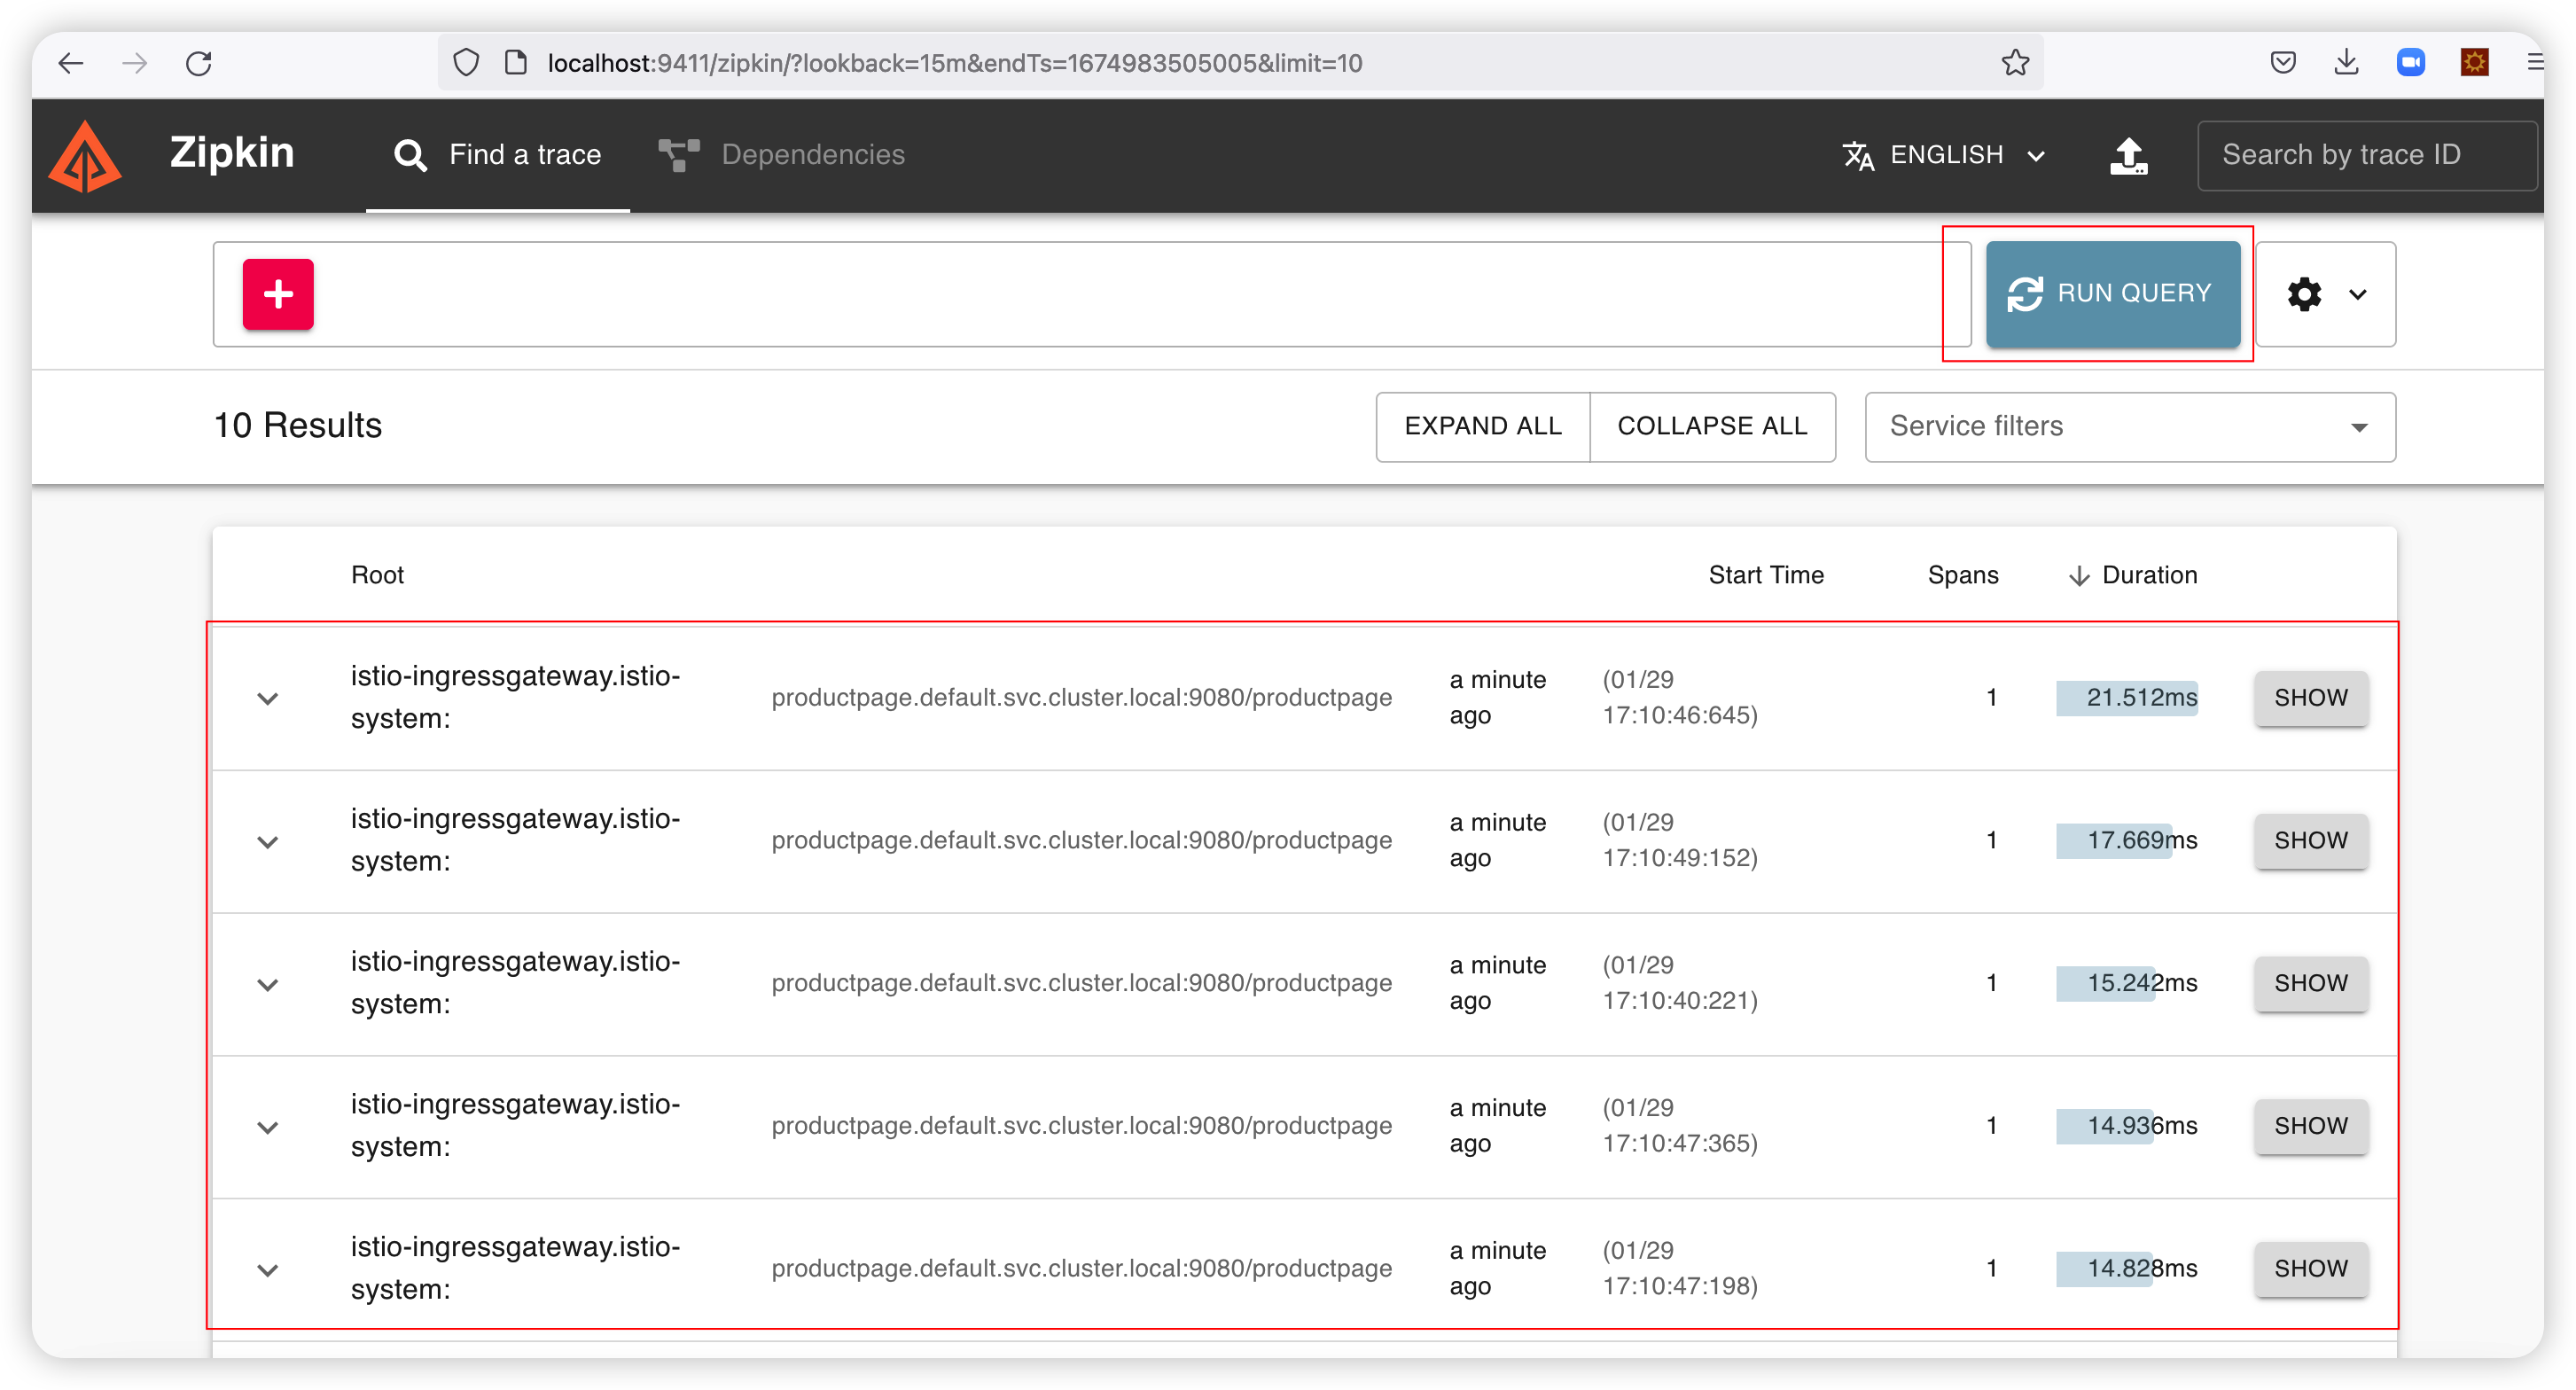 localhost:9411/zipkin/?lookback=15m&endTs=1674983505005&limit=10
Zipkin Find a trace Dependencies ENGLISH Search by trace ID
RUN QUERY
10 Results EXPAND ALL COLLAPSE ALL Service filters
Root Start Time Spans Duration
istio-ingressgateway.istio-
system: productpage.default.svc.cluster.local:9080/productpage a minute
ago (01/29
17:10:46:645) 1 21.512ms SHOW
istio-ingressgateway.istio-
system: productpage.default.svc.cluster.local:9080/productpage a minute
ago (01/29
17:10:49:152) 1 17.669ms SHOW
istio-ingressgateway.istio-
system: productpage.default.svc.cluster.local:9080/productpage a minute
ago (01/29
17:10:40:221) 1 15.242ms SHOW
istio-ingressgateway.istio-
system: productpage.default.svc.cluster.local:9080/productpage a minute
ago (01/29
17:10:47:365) 1 14.936ms SHOW
istio-ingressgateway.istio-
system: productpage.default.svc.cluster.local:9080/productpage a minute
ago (01/29
17:10:47:198) 1 14.828ms SHOW